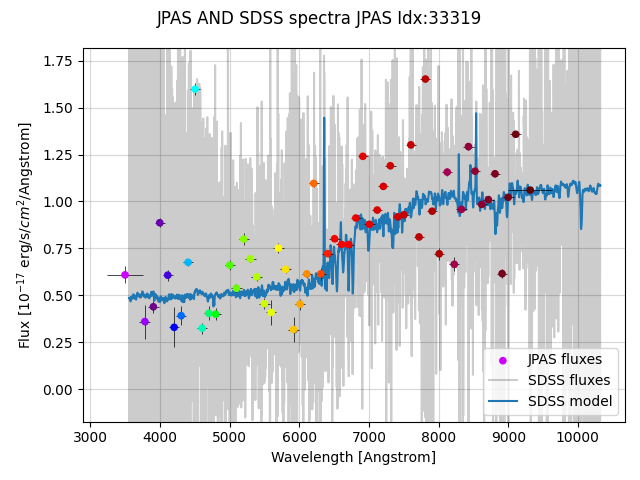 JPAS AND SDSS spectra JPAS Idx:33319
Flux [10⁻¹⁷ erg/s/cm²/Angstrom]
1.75
1.50
1.25
1.00
0.75
0.50
0.25
0.00
JPAS fluxes
SDSS fluxes
SDSS model
3000 4000 5000 6000 7000 8000 9000 10000
Wavelength [Angstrom]